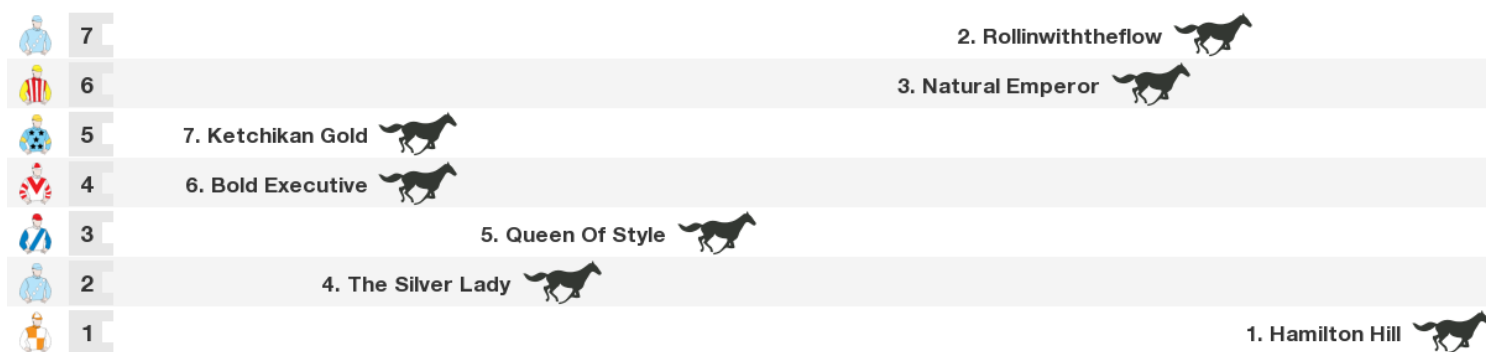 7 2. Rollinwiththeflow
6 3. Natural Emperor
5 7. Ketchikan Gold
4 6. Bold Executive
3 5. Queen Of Style
2 4. The Silver Lady
1 1. Hamilton Hill